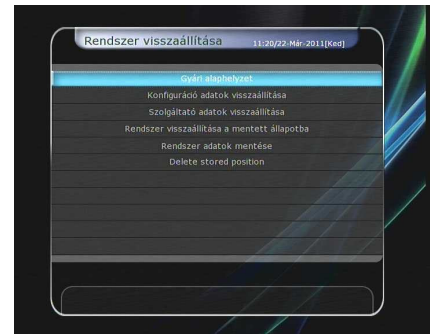 Rendszer visszaállítása 11:20/22-Már-2011[Ked]
Gyári alaphelyzet
Konfiguráció adatok visszaállítása
Szolgáltató adatok visszaállítása
Rendszer visszaállítása a mentett állapotba
Rendszer adatok mentése
Delete stored position